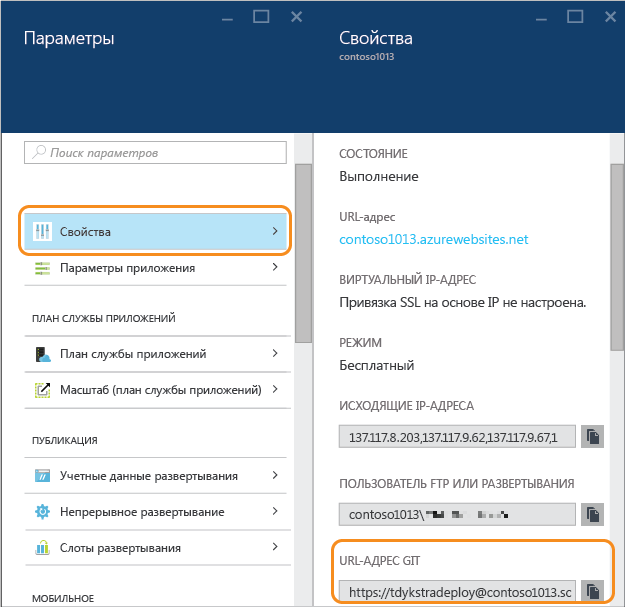 Параметры
Поиск параметров
Свойства
Параметры приложения
ПЛАН СЛУЖБЫ ПРИЛОЖЕНИЙ
План службы приложений
Масштаб (план службы приложений)
ПУБЛИКАЦИЯ
Учетные данные развертывания
Непрерывное развертывание
Слоты развертывания
МОБИЛЬНОЕ
Свойства
contoso1013
СОСТОЯНИЕ
Выполнение
URL-адрес
contoso1013.azurewebsites.net
ВИРТУАЛЬНЫЙ IP-АДРЕС
Привязка SSL на основе IP не настроена.
РЕЖИМ
Бесплатный
ИСХОДЯЩИЕ IP-АДРЕСА
137.117.8.203,137.117.9.62,137.117.9.67,1
ПОЛЬЗОВАТЕЛЬ FTP ИЛИ РАЗВЕРТЫВАНИЯ
contoso1013\
URL-АДРЕС GIT
https://tdykstradeploy@contoso1013.sc